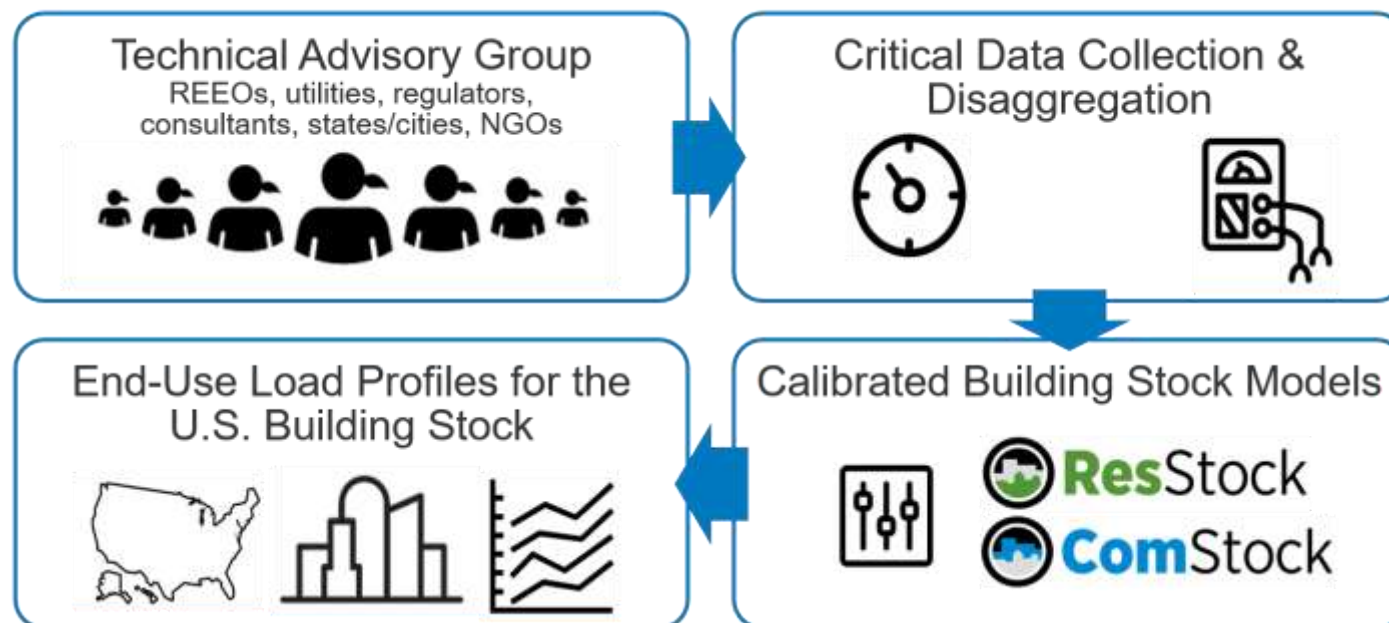 Technical Advisory Group
REEOs, utilities, regulators,
consultants, states/cities, NGOs
Critical Data Collection &
Disaggregation
Calibrated Building Stock Models
ResStock
ComStock
End-Use Load Profiles for the
U.S. Building Stock